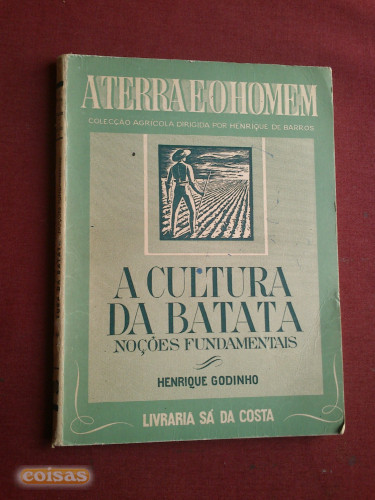 A TERRA E O HOMEM
COLECÇÃO AGRICOLA DIRIGIDA POR HENRIQUE DE BARROS
A CULTURA
DA BATATA
NOÇÕES FUNDAMENTAIS
HENRIQUE GODINHO
LIVRARIA SÁ DA COSTA
coisas